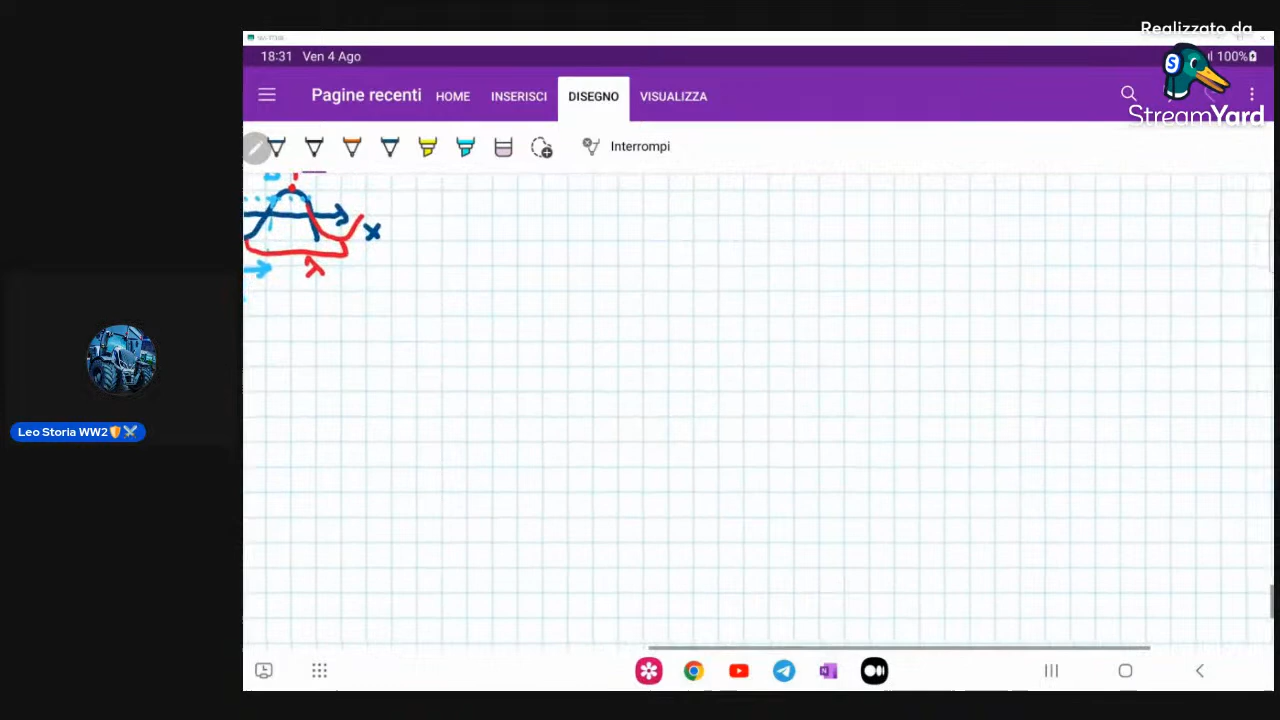 Realizzato da
18:31 Ven 4 Ago
100%
StreamYard
Pagine recenti HOME INSERISCI DISEGNO VISUALIZZA
Interrompi
x
λ
Leo Storia WW2🛡️⚔️